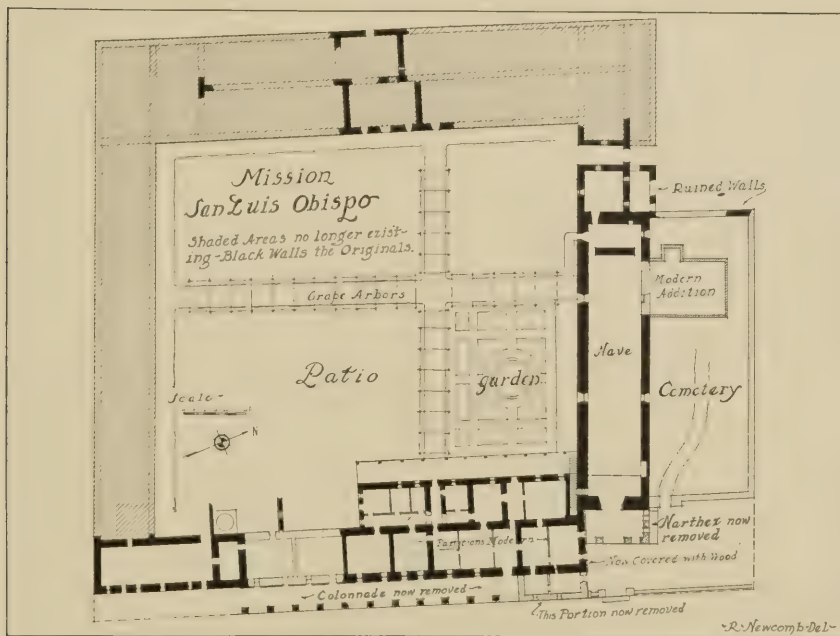 Mission
San Luis Obispo
Shaded Areas no longer exist-
ing-Black Walls the Originals.
Ruined Walls
Modern
Addition
Grape Arbors
Nave
Patio
garden
Cemetery
Scale-
N
Narthex now
removed
Partitions Modern
Now Covered with Wood
Colonnade now removed
This Portion now removed
-R-Newcomb-Del-